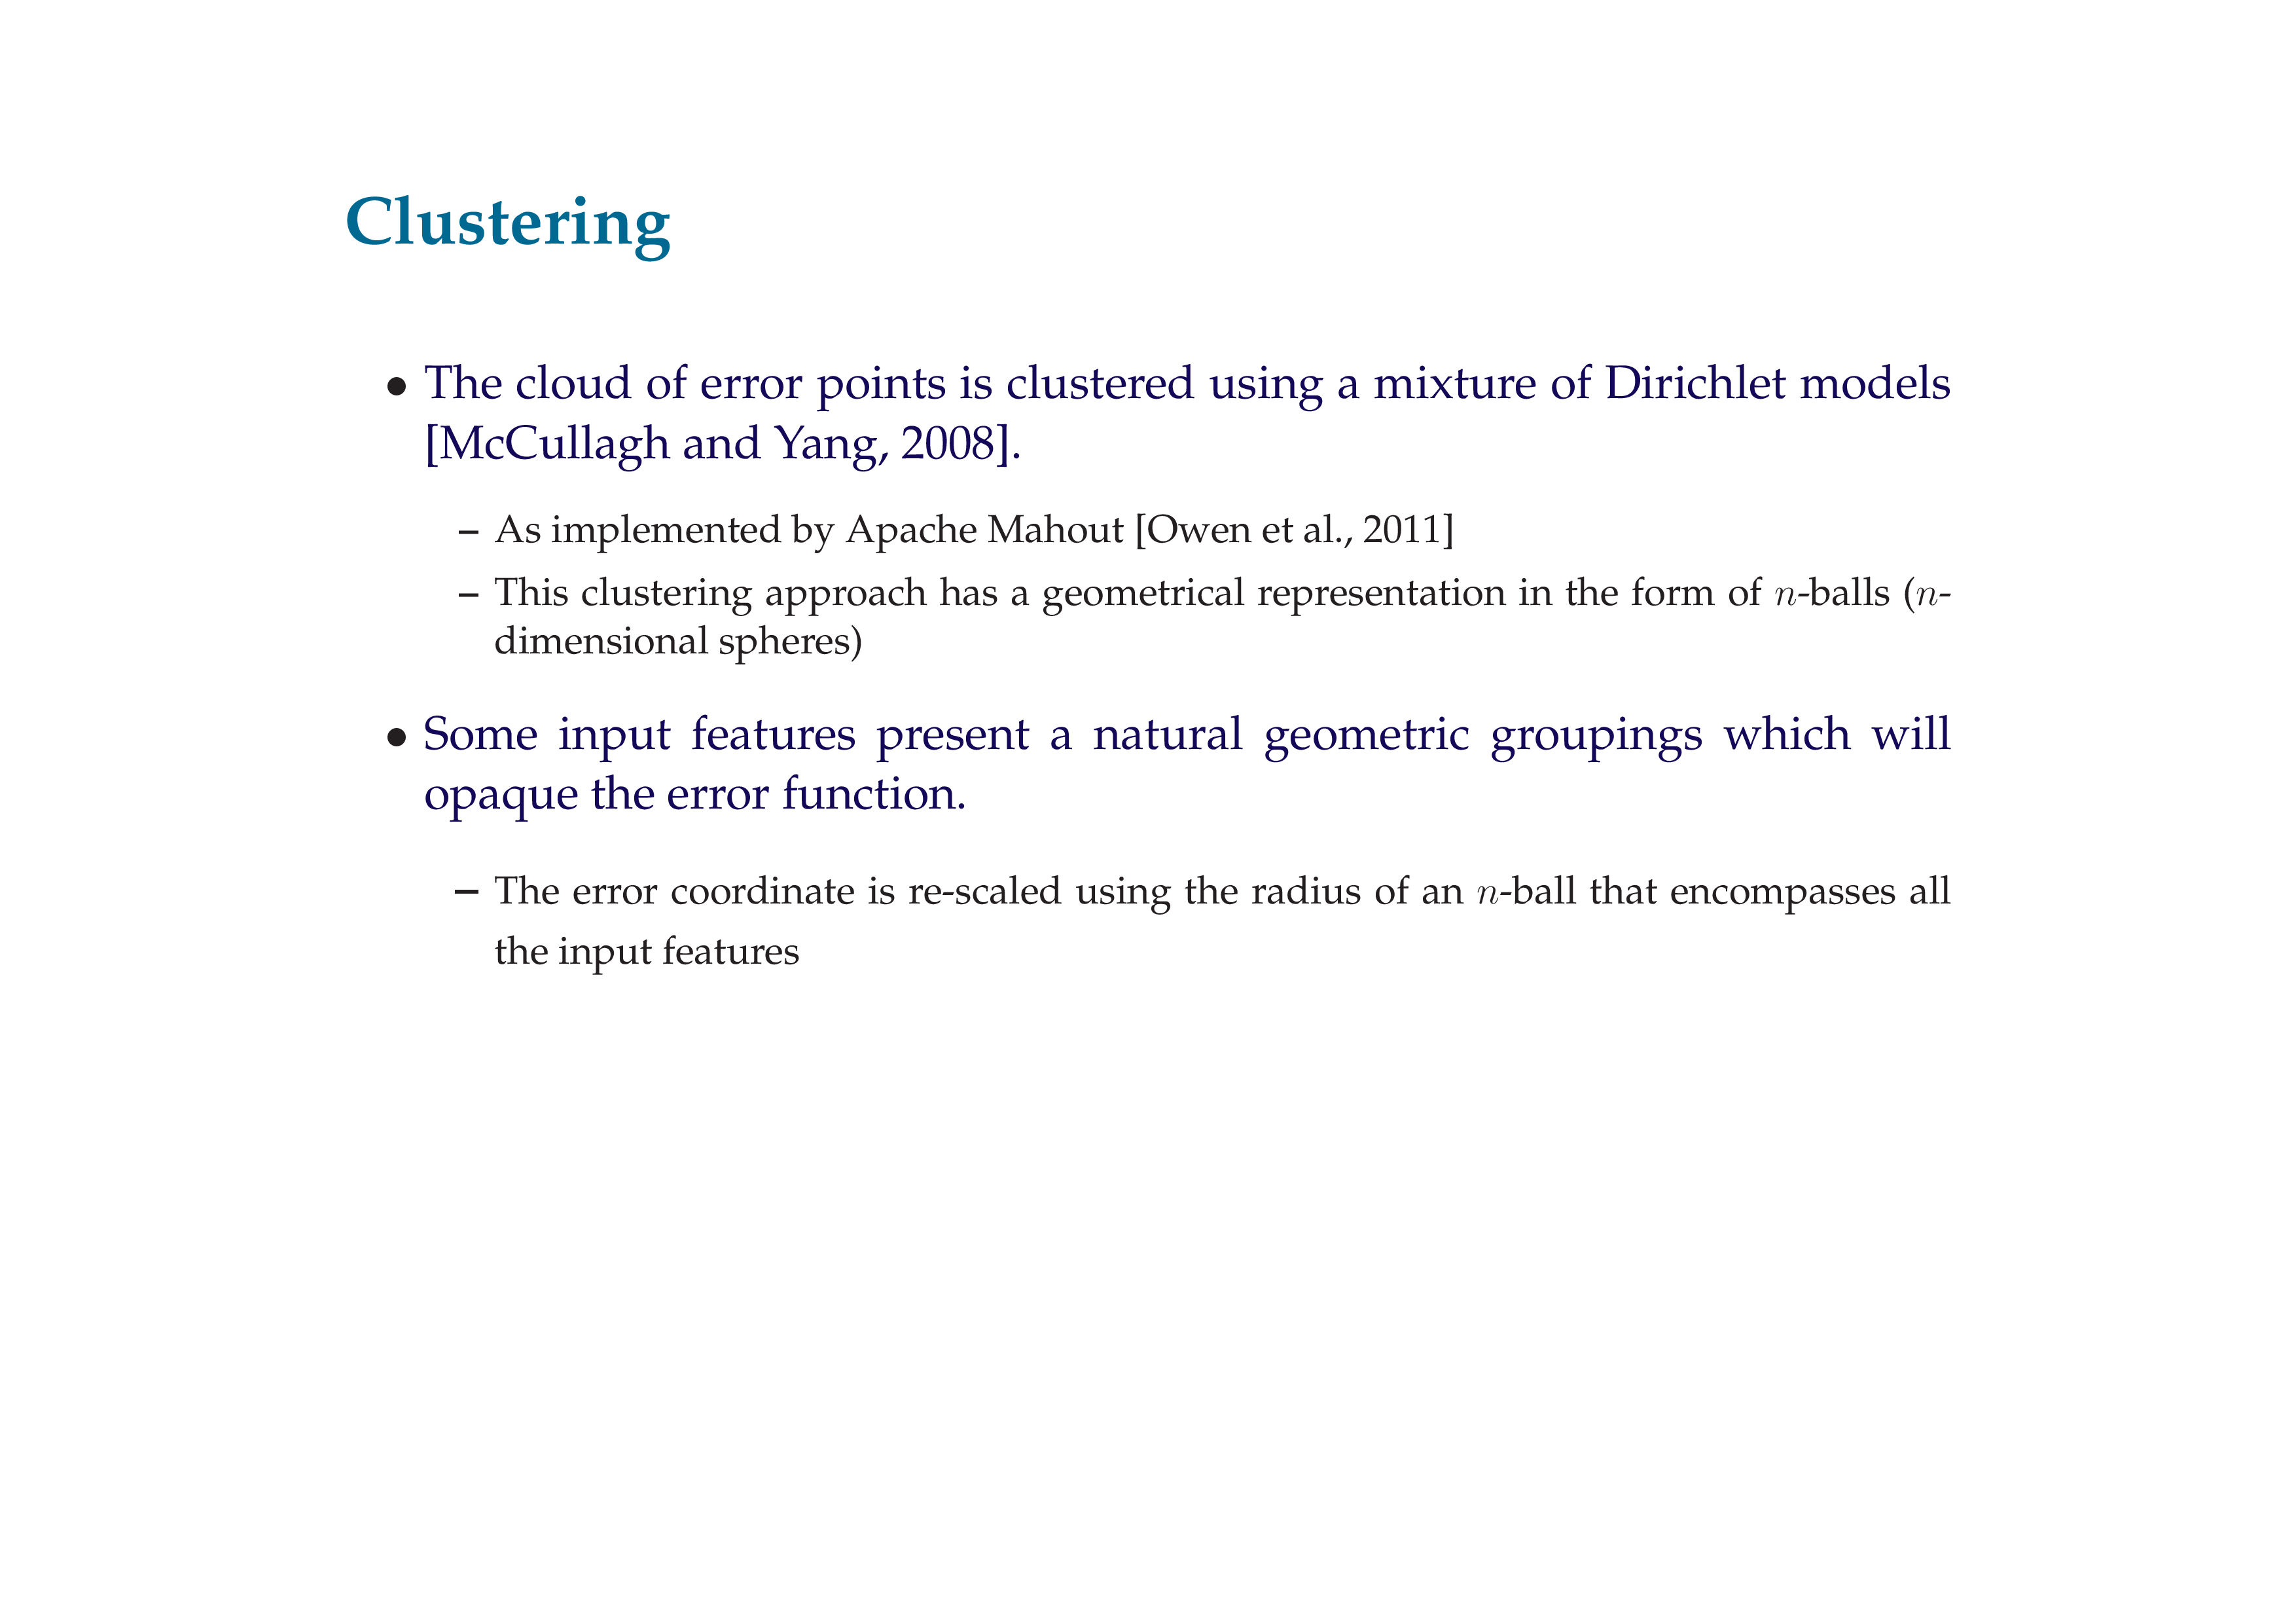 Clustering
• The cloud of error points is clustered using a mixture of Dirichlet models
[McCullagh and Yang, 2008].
– As implemented by Apache Mahout [Owen et al., 2011]
– This clustering approach has a geometrical representation in the form of n-balls (n-
dimensional spheres)
• Some input features present a natural geometric groupings which will
opaque the error function.
– The error coordinate is re-scaled using the radius of an n-ball that encompasses all
the input features